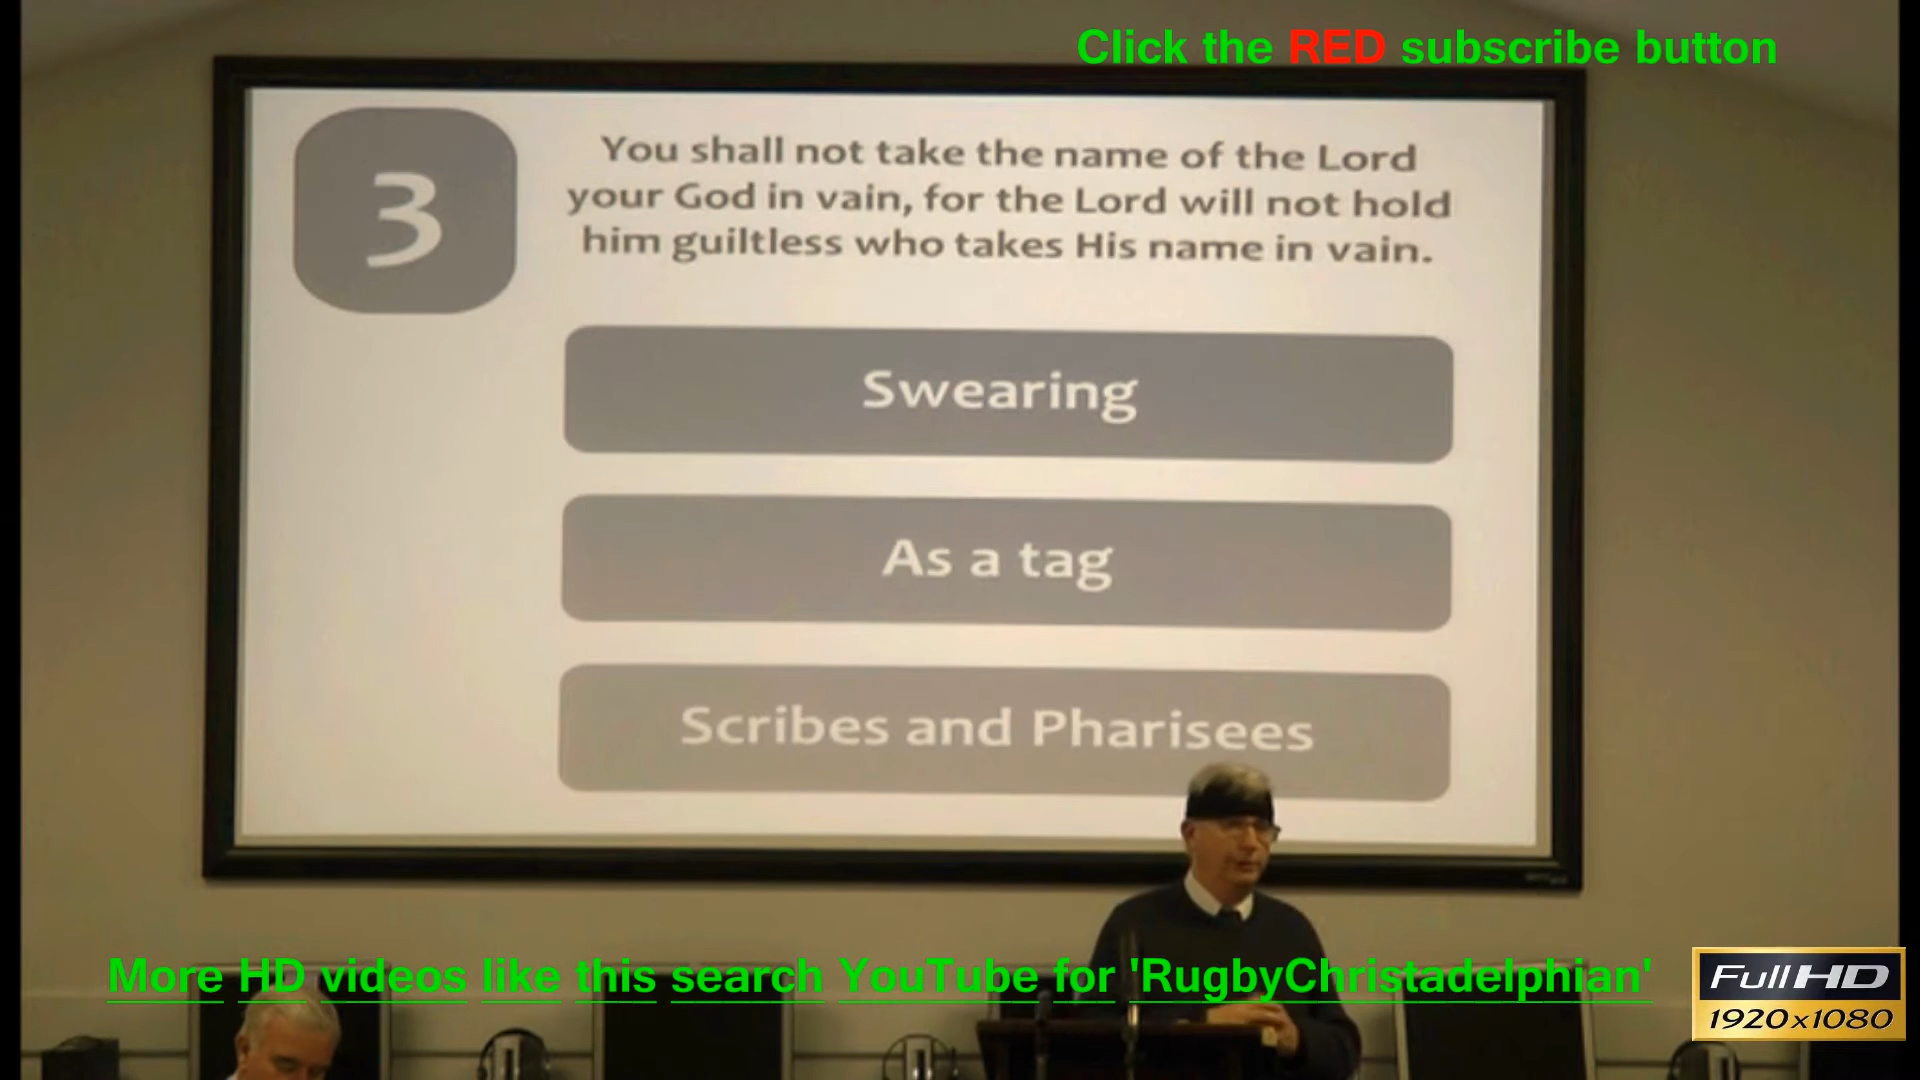 Click the RED subscribe button
3
You shall not take the name of the Lord
your God in vain, for the Lord will not hold
him guiltless who takes His name in vain.
Swearing
As a tag
Scribes and Pharisees
More HD videos like this search YouTube for 'RugbyChristadelphian'
Full HD
1920x1080